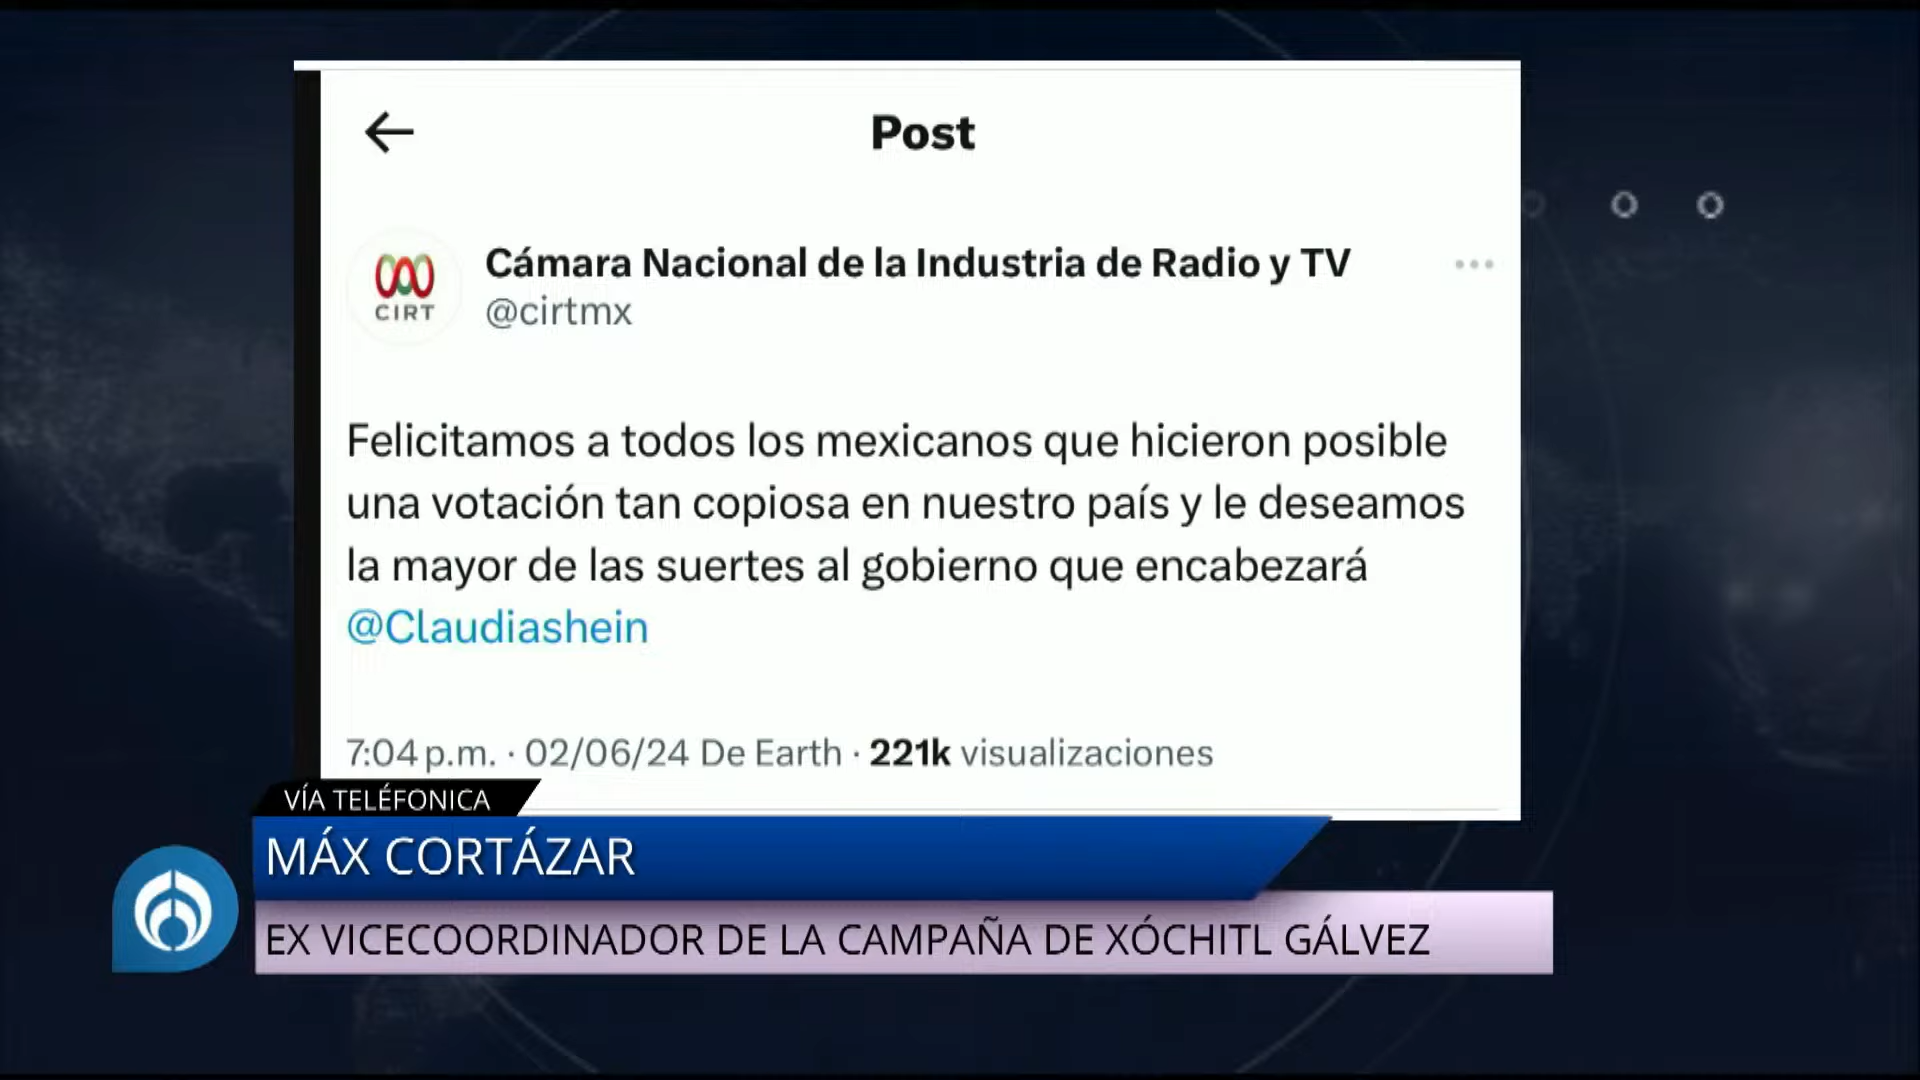 Post
Cámara Nacional de la Industria de Radio y TV
@cirtmx
CIRT
Felicitamos a todos los mexicanos que hicieron posible
una votación tan copiosa en nuestro país y le deseamos
la mayor de las suertes al gobierno que encabezará
@Claudiashein
7:04 p.m. · 02/06/24 De Earth · 221k visualizaciones
VÍA TELÉFONICA
MÁX CORTÁZAR
EX VICECOORDINADOR DE LA CAMPAÑA DE XÓCHITL GÁLVEZ